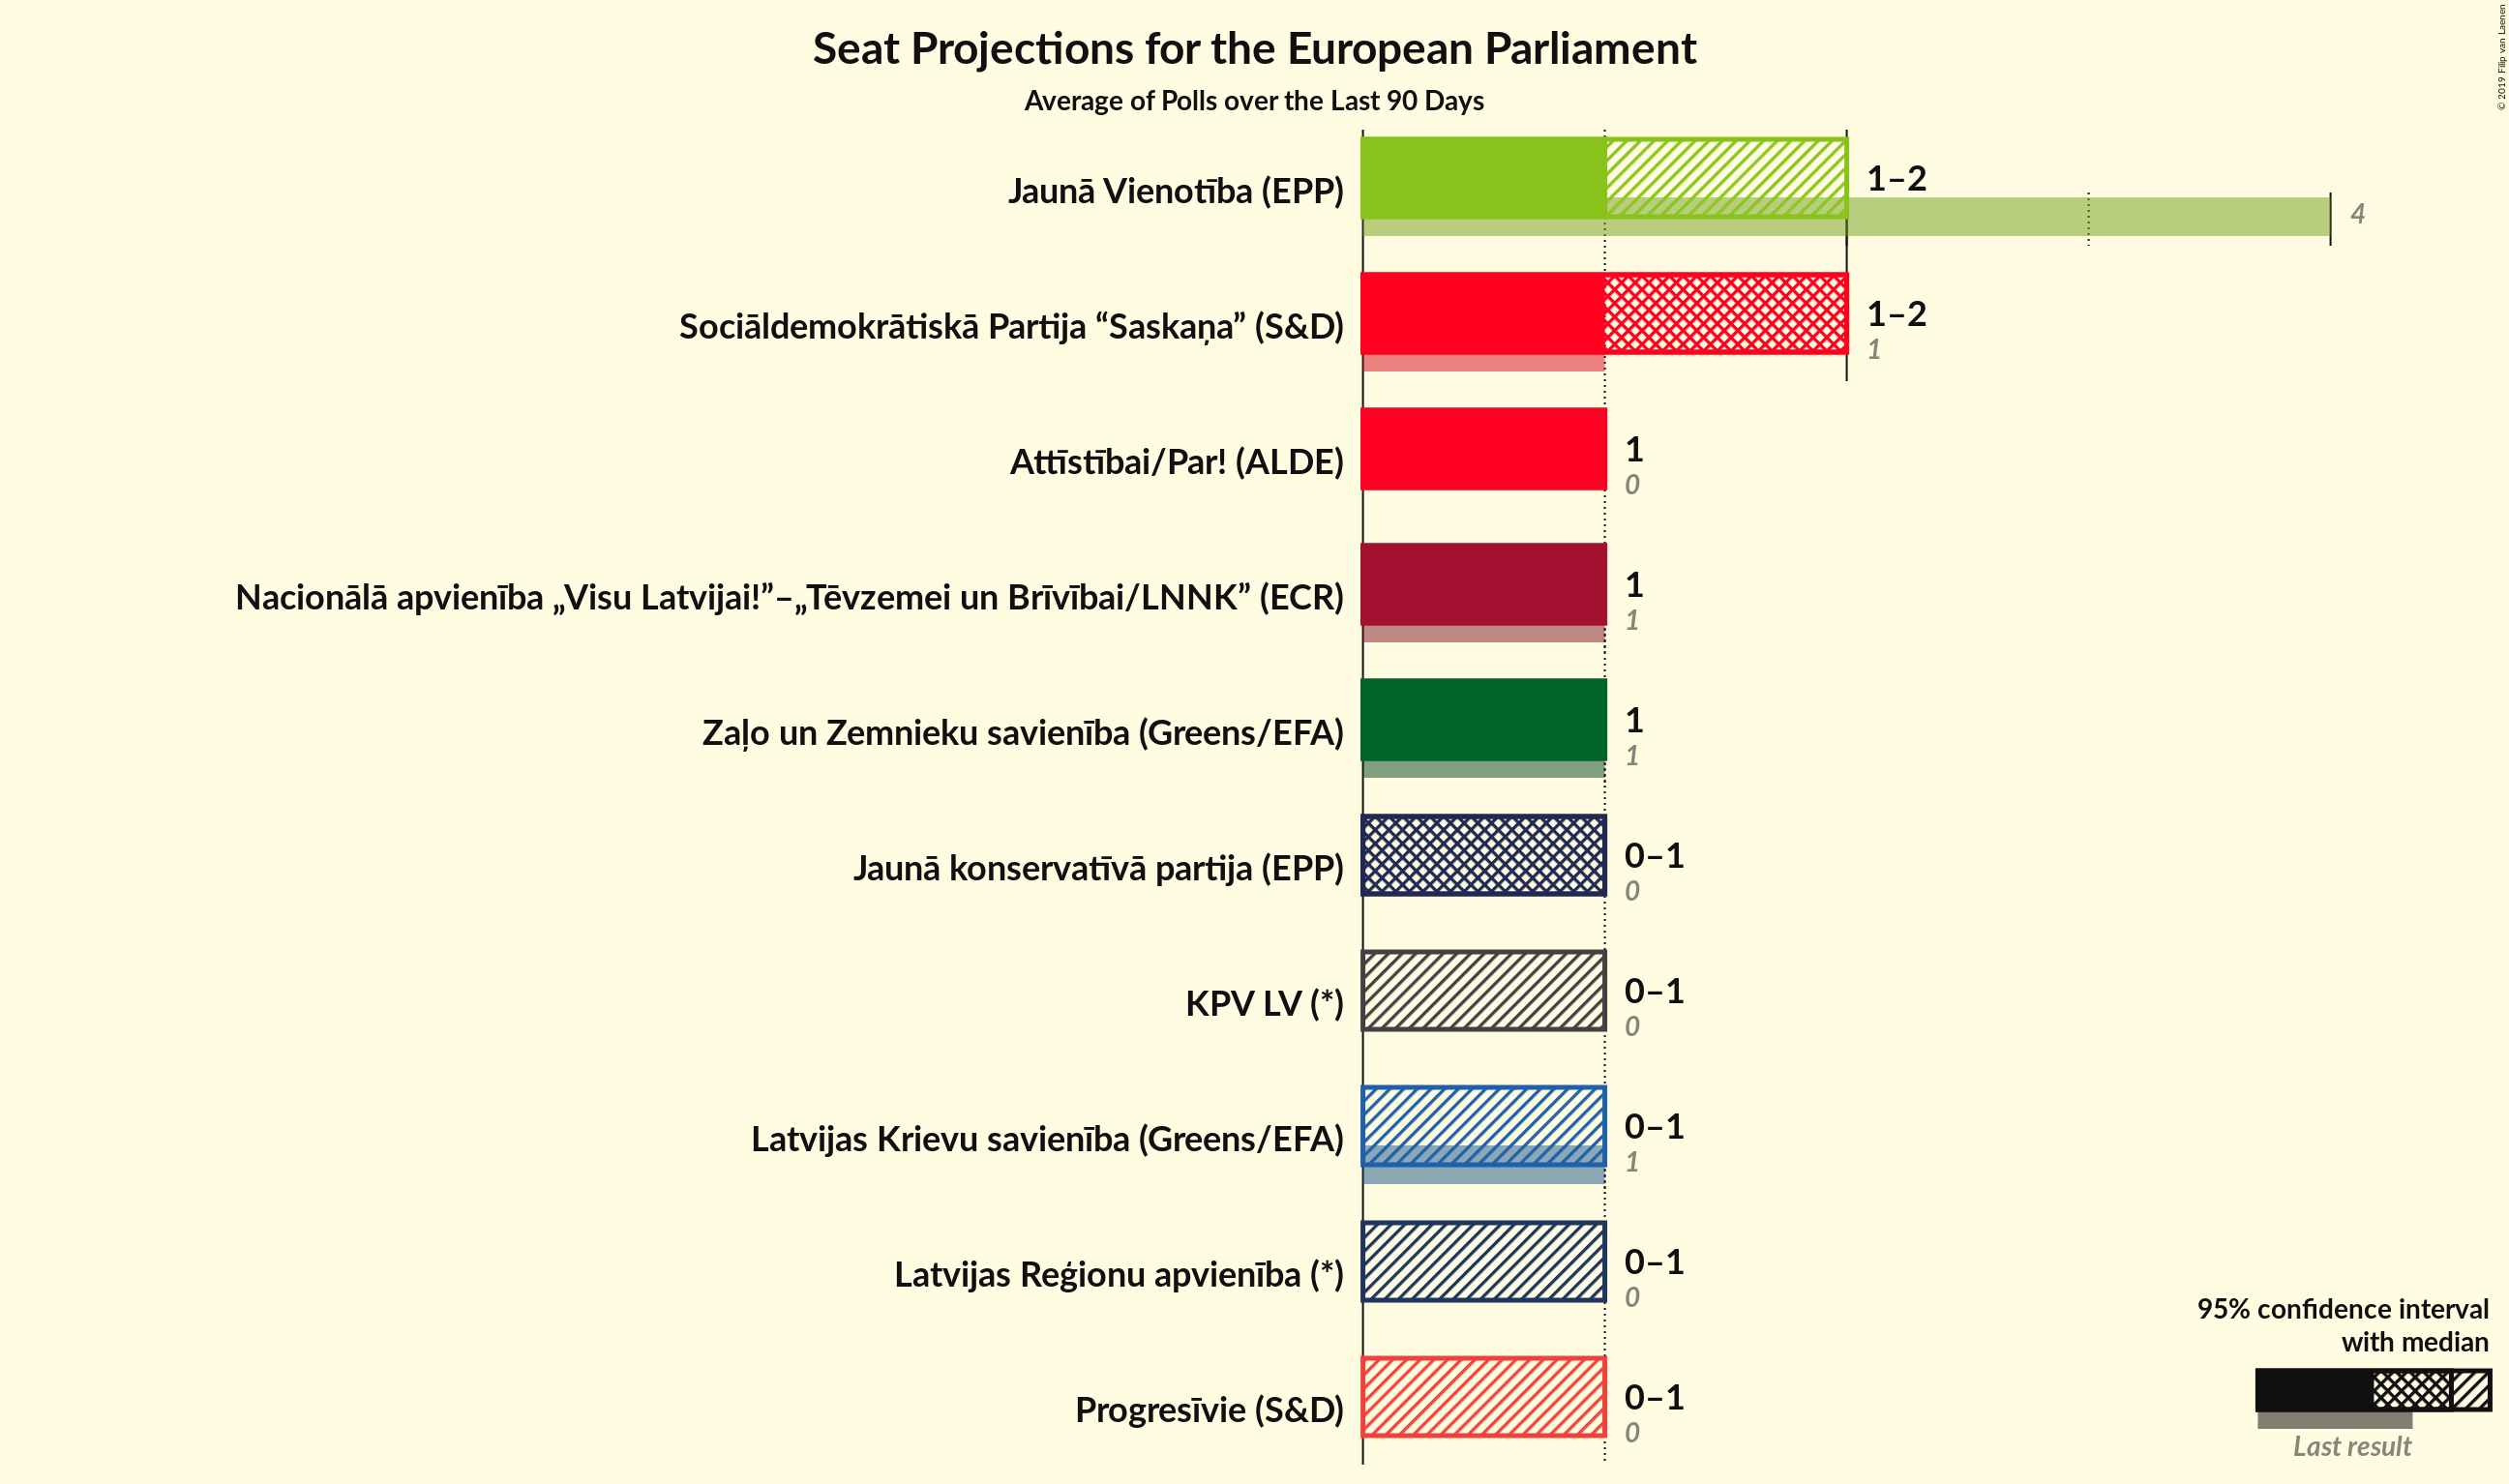 Seat Projections for the European Parliament
Average of Polls over the Last 90 Days
© 2019 Filip van Laenen
Jaunā Vienotība (EPP)
1–2
4
Sociāldemokrātiskā Partija “Saskaņa” (S&D)
1–2
1
Attīstībai/Par! (ALDE)
1
0
Nacionālā apvienība „Visu Latvijai!”–„Tēvzemei un Brīvībai/LNNK” (ECR)
1
1
Zaļo un Zemnieku savienība (Greens/EFA)
1
1
Jaunā konservatīvā partija (EPP)
0–1
0
KPV LV (*)
0–1
0
Latvijas Krievu savienība (Greens/EFA)
0–1
1
Latvijas Reģionu apvienība (*)
0–1
0
Progresīvie (S&D)
0–1
0
95% confidence interval
with median
Last result